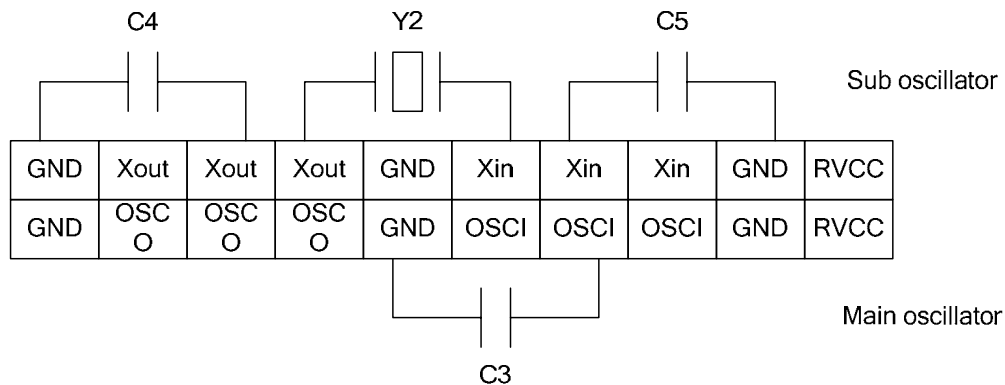 C4 Y2 C5
Sub oscillator
GND Xout Xout Xout GND Xin Xin Xin GND RVCC
GND OSC O OSC O OSC O GND OSCI OSCI OSCI GND RVCC
Main oscillator
C3